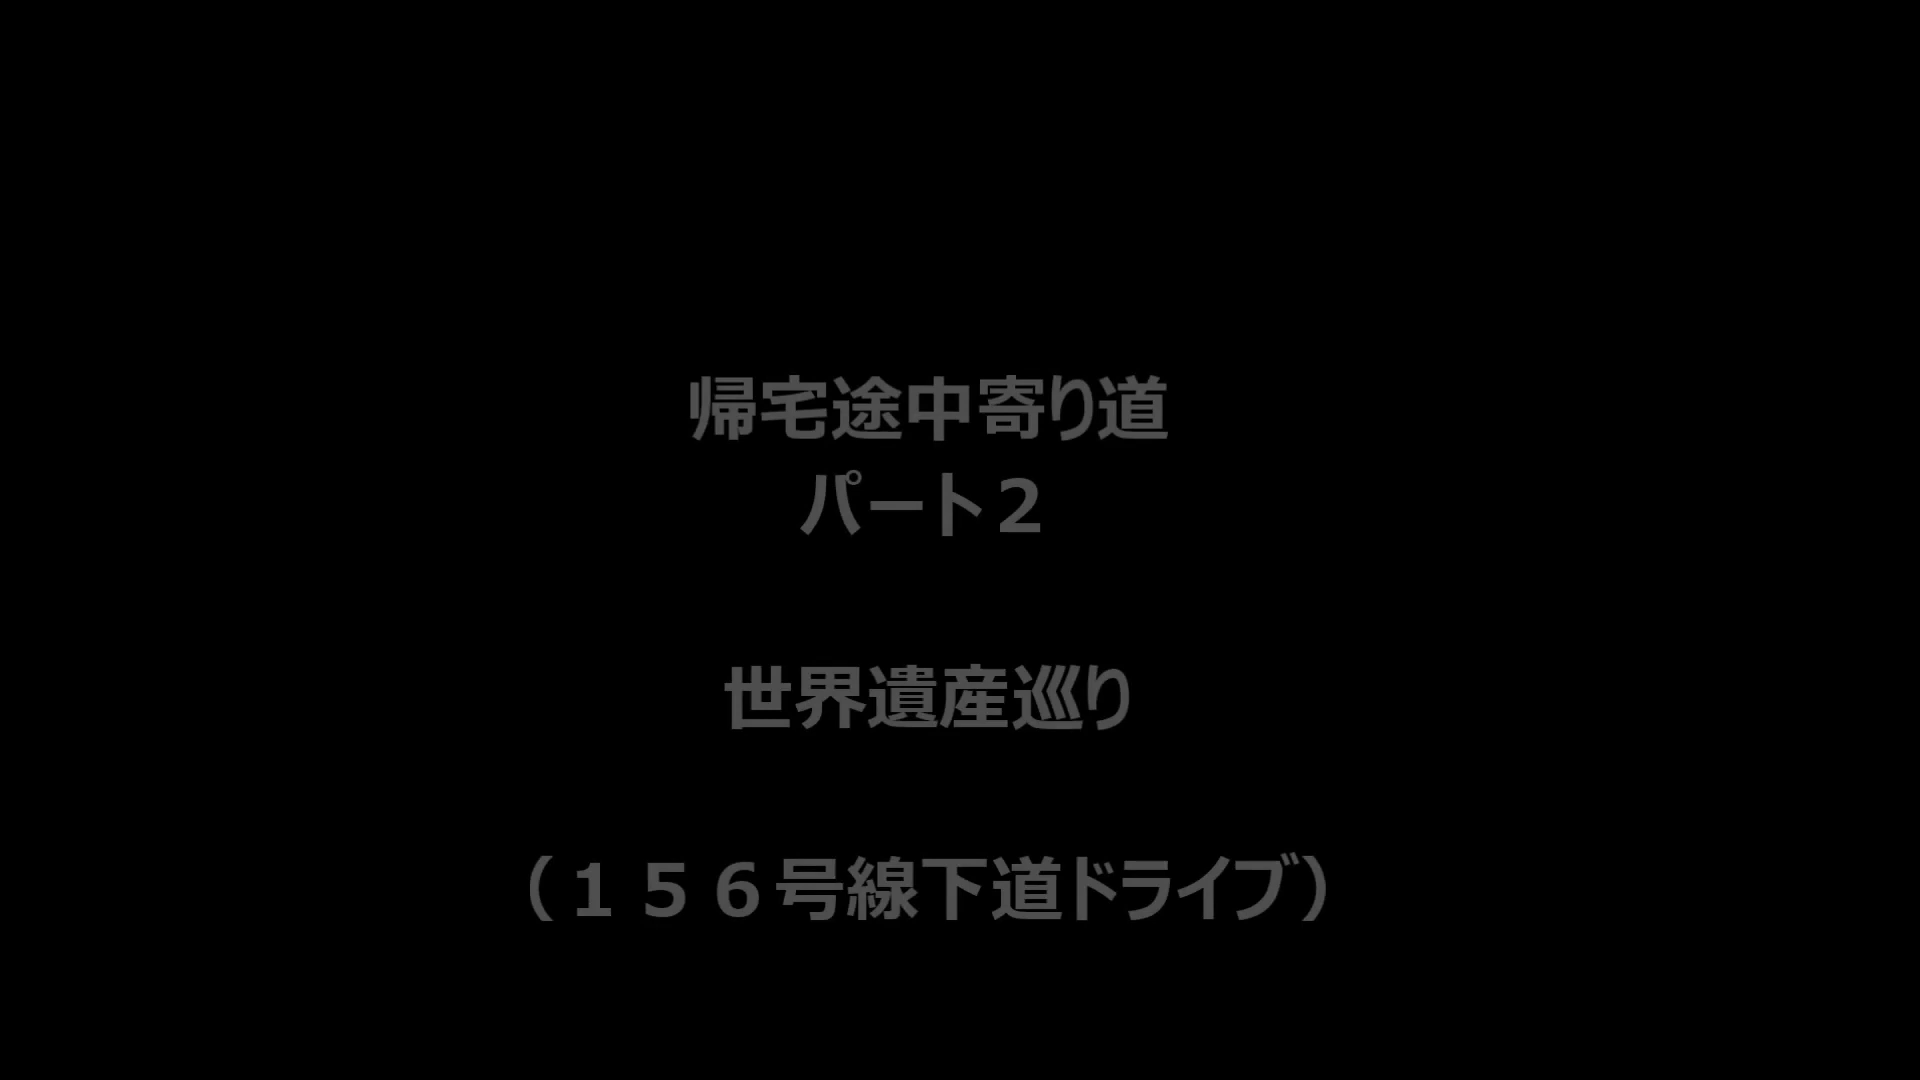 帰宅途中寄り道
パート２
世界遺産巡り
（１５６号線下道ドライブ）